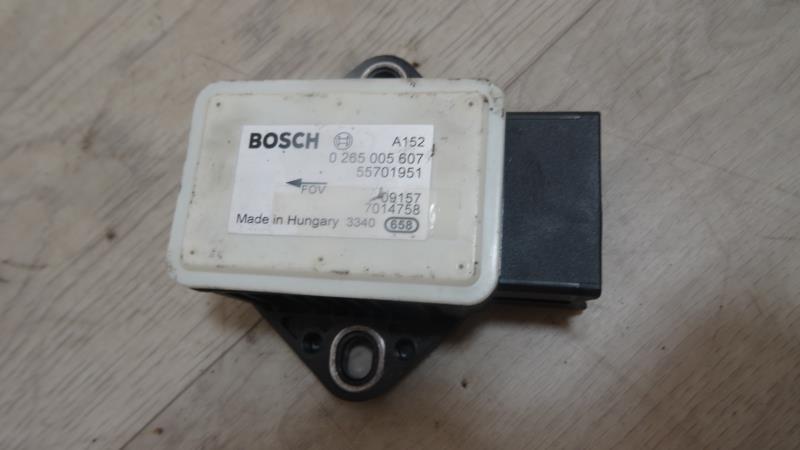 BOSCH A152
0 265 005 607
55701951
FOV
09157
7014758
Made in Hungary 3340 658